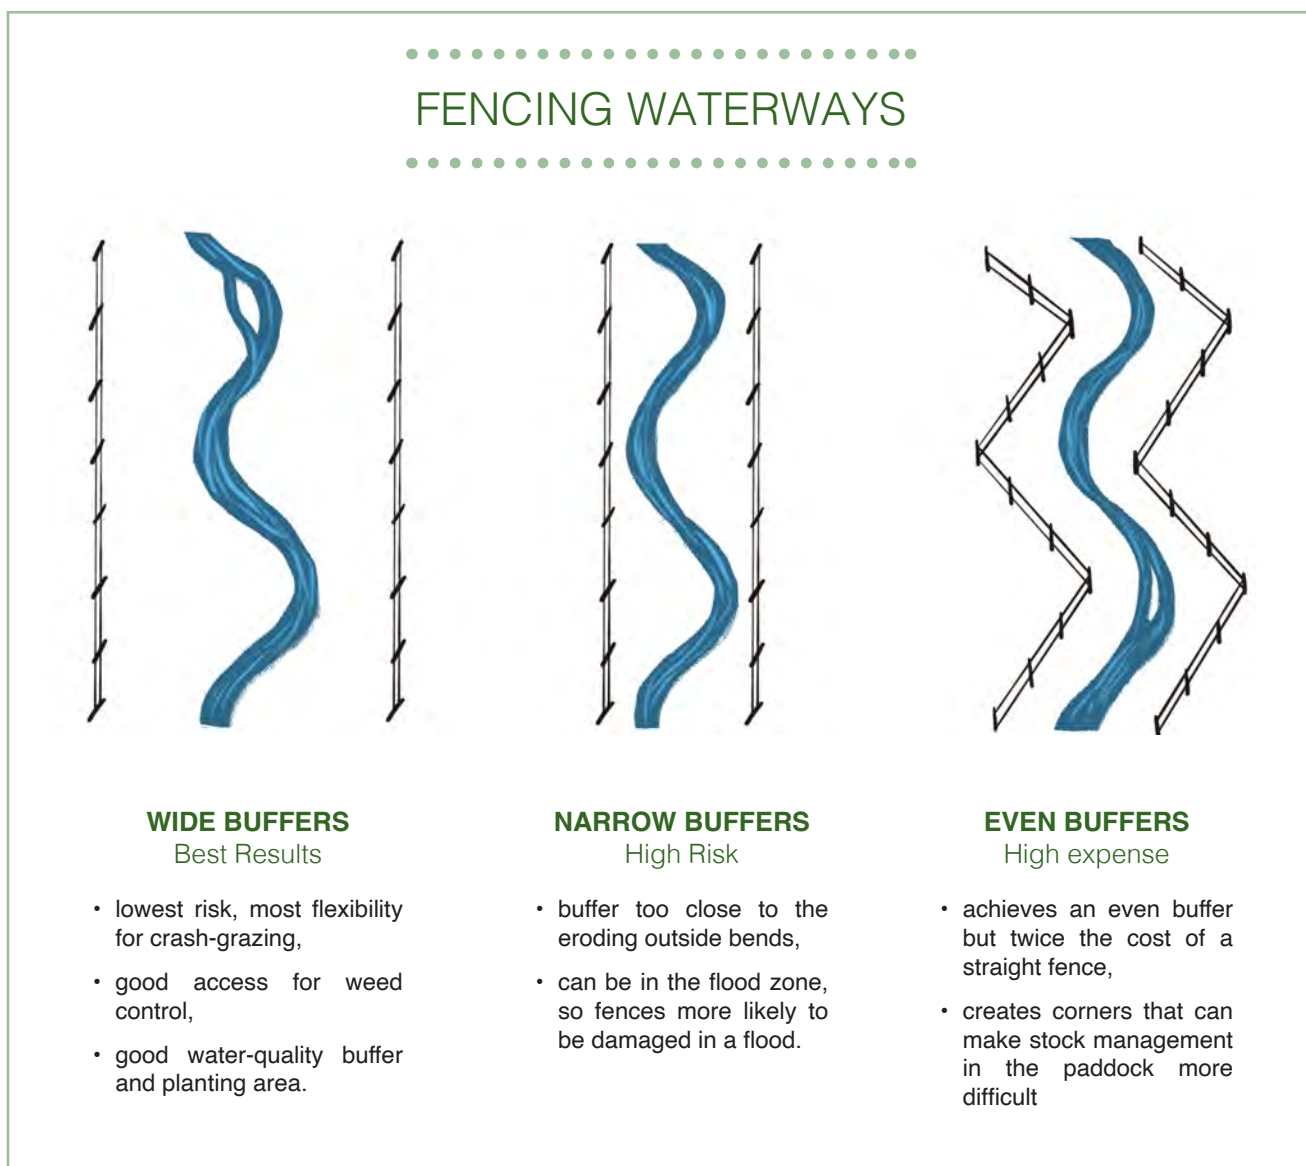 FENCING WATERWAYS
WIDE BUFFERS
Best Results
• lowest risk, most flexibility
for crash-grazing,
• good access for weed
control,
• good water-quality buffer
and planting area.
NARROW BUFFERS
High Risk
• buffer too close to the
eroding outside bends,
• can be in the flood zone,
so fences more likely to
be damaged in a flood.
EVEN BUFFERS
High expense
• achieves an even buffer
but twice the cost of a
straight fence,
• creates corners that can
make stock management
in the paddock more
difficult